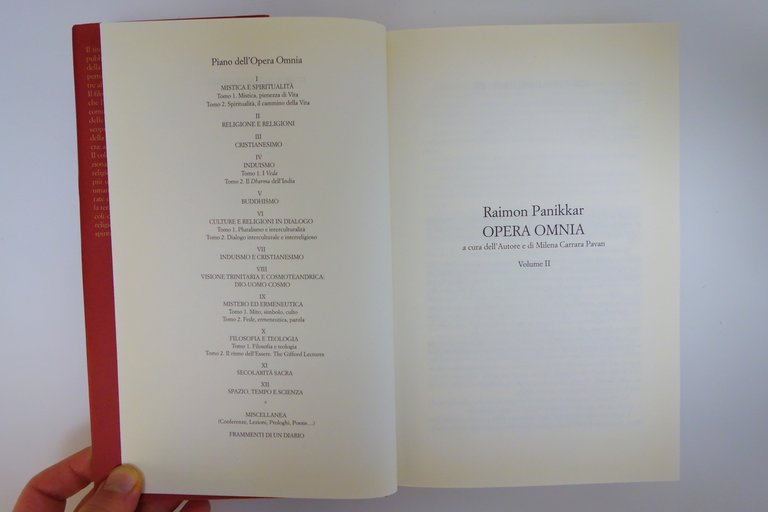 Piano dell'Opera Omnia
I
MISTICA E SPIRITUALITÀ
Tomo 1. Mistica, pienezza di Vita
Tomo 2. Spiritualità, il cammino della Vita
II
RELIGIONE E RELIGIONI
III
CRISTIANESIMO
IV
INDUISMO
Tomo 1. I Veda
Tomo 2. Il Dharma dell'India
V
BUDDHISMO
VI
CULTURE E RELIGIONI IN DIALOGO
Tomo 1. Pluralismo e interculturalità
Tomo 2. Dialogo interculturale e interreligioso
VII
INDUISMO E CRISTIANESIMO
VIII
VISIONE TRINITARIA E COSMOTEANDRICA:
DIO-UOMO-COSMO
IX
MISTERO ED ERMENEUTICA
Tomo 1. Mito, simbolo, culto
Tomo 2. Fede, ermeneutica, parola
X
FILOSOFIA E TEOLOGIA
Tomo 1. Filosofia e teologia
Tomo 2. Il ritmo dell'Essere. The Gifford Lectures
XI
SECOLARITÀ SACRA
XII
SPAZIO, TEMPO E SCIENZA
*
MISCELLANEA
(Conferenze, Lezioni, Prologhi, Poesie...)
FRAMMENTI DI UN DIARIO
Raimon Panikkar
OPERA OMNIA
a cura dell'Autore e di Milena Carrara Pavan
Volume II